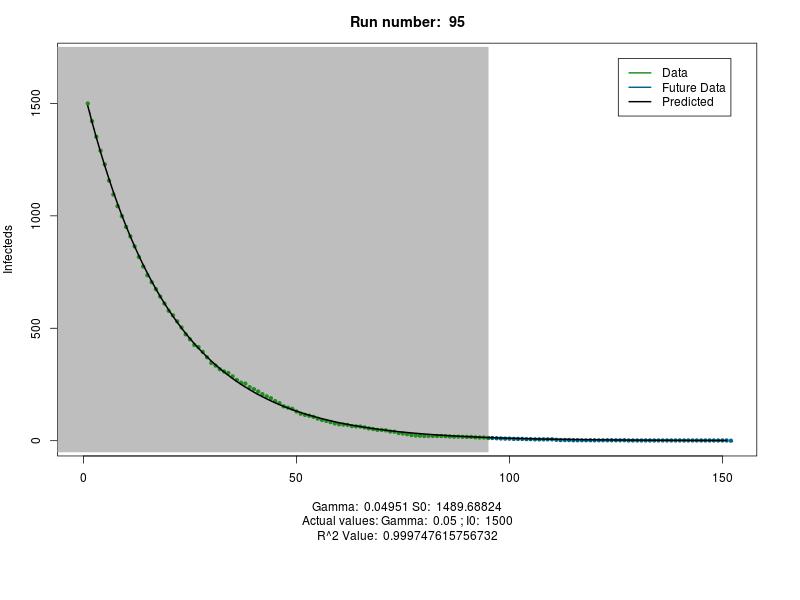 Run number:  95
Data
Future Data
Predicted
1500
1000
500
0
Infecteds
0 50 100 150
Gamma:  0.04951 S0:  1489.68824
Actual values: Gamma:  0.05 ; I0:  1500
R^2 Value:  0.999747615756732